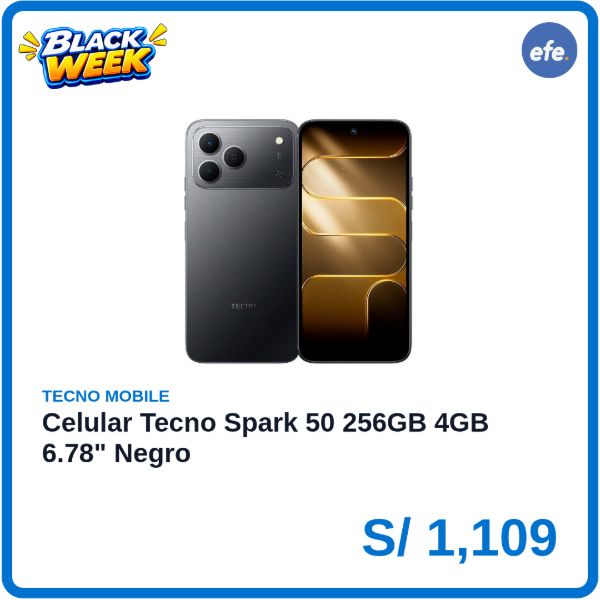 BLACK
WEEK
efe.
TECNO
TECNO MOBILE
Celular Tecno Spark 50 256GB 4GB
6.78" Negro
S/ 1,109